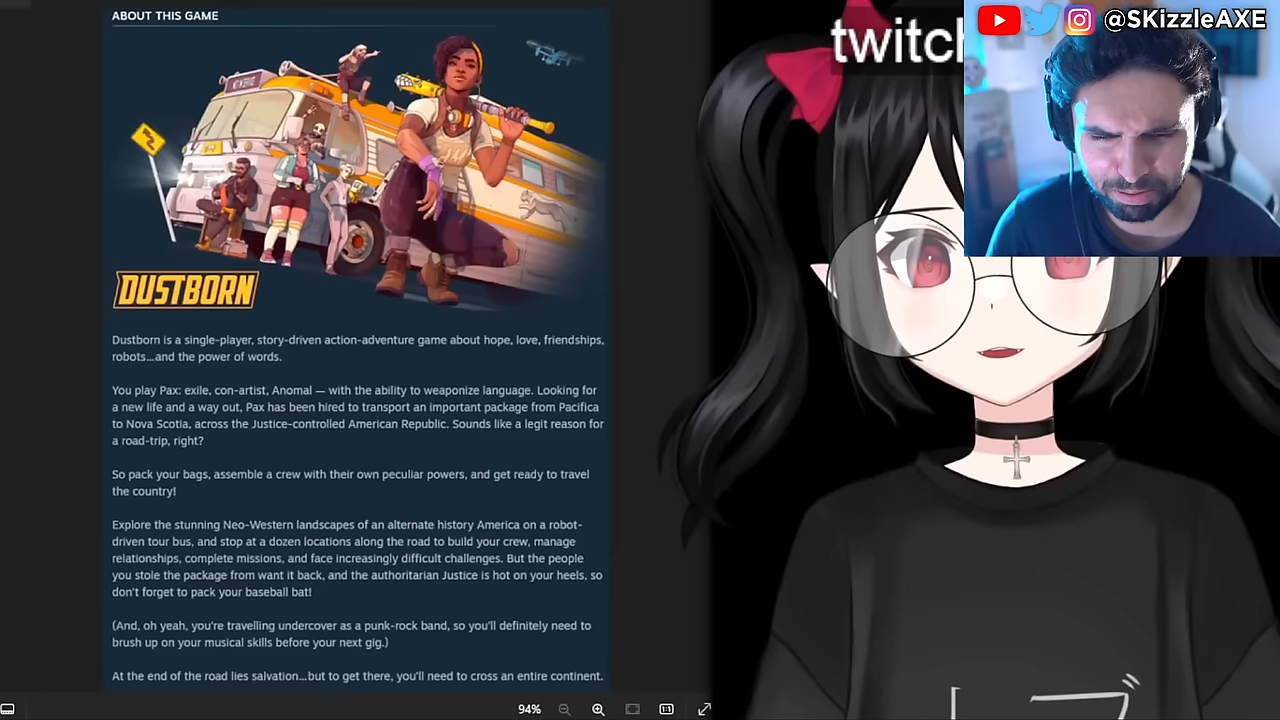 ABOUT THIS GAME
DUSTBORN
Dustborn is a single-player, story-driven action-adventure game about hope, love, friendships,
robots...and the power of words.
You play Pax: exile, con-artist, Anomal — with the ability to weaponize language. Looking for
a new life and a way out, Pax has been hired to transport an important package from Pacifica
to Nova Scotia, across the Justice-controlled American Republic. Sounds like a legit reason for
a road-trip, right?
So pack your bags, assemble a crew with their own peculiar powers, and get ready to travel
the country!
Explore the stunning Neo-Western landscapes of an alternate history America on a robot-
driven tour bus, and stop at a dozen locations along the road to build your crew, manage
relationships, complete missions, and face increasingly difficult challenges. But the people
you stole the package from want it back, and the authoritarian Justice is hot on your heels, so
don't forget to pack your baseball bat!
(And, oh yeah, you're travelling undercover as a punk-rock band, so you'll definitely need to
brush up on your musical skills before your next gig.)
At the end of the road lies salvation...but to get there, you'll need to cross an entire continent.
94%
1:1
twitch
@SKizzleAXE